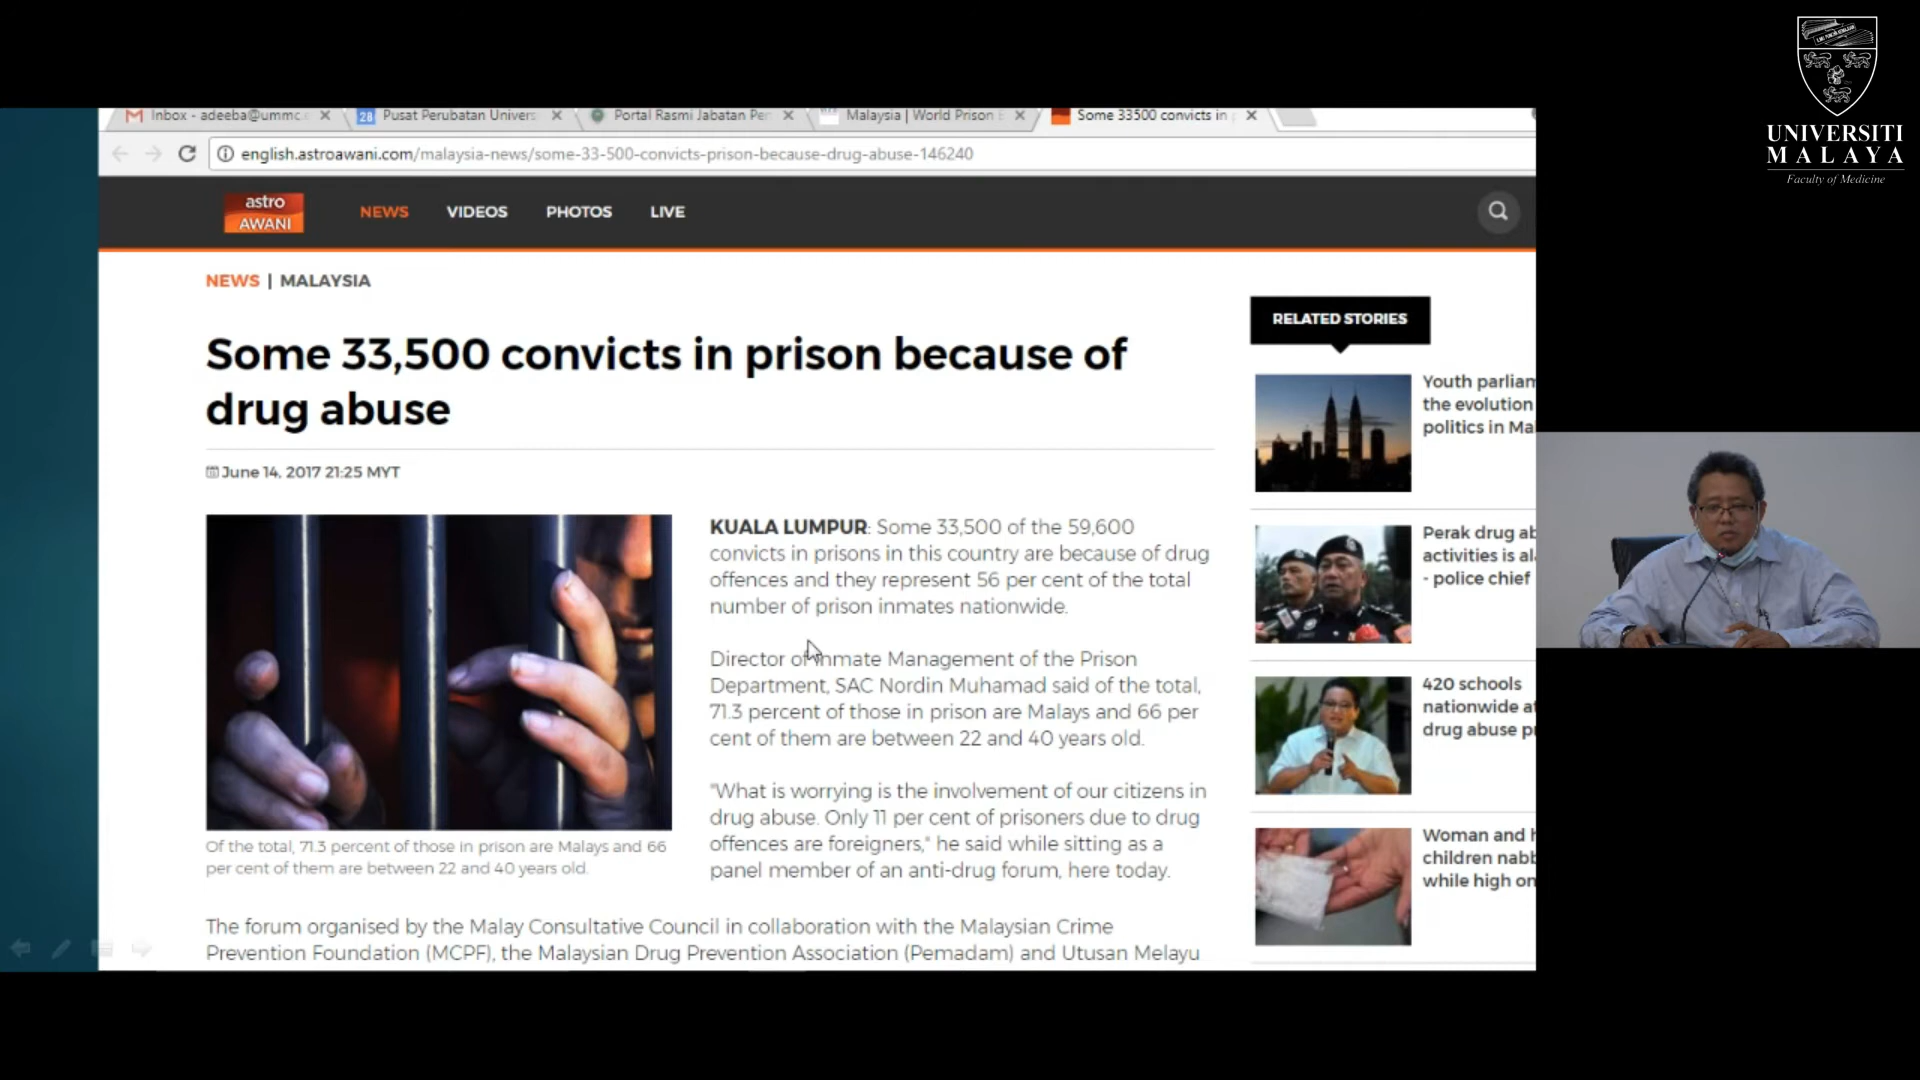 Inbox - adeeba@ummc.
Pusat Perubatan Univers
Portal Rasmi Jabatan Per
Malaysia | World Prison
Some 33500 convicts in
english.astroawani.com/malaysia-news/some-33-500-convicts-prison-because-drug-abuse-146240
astro
AWANI
NEWS
VIDEOS
PHOTOS
LIVE
NEWS | MALAYSIA
Some 33,500 convicts in prison because of
drug abuse
June 14, 2017 21:25 MYT
KUALA LUMPUR: Some 33,500 of the 59,600
convicts in prisons in this country are because of drug
offences and they represent 56 per cent of the total
number of prison inmates nationwide.
Director of Inmate Management of the Prison
Department, SAC Nordin Muhamad said of the total,
71.3 percent of those in prison are Malays and 66 per
cent of them are between 22 and 40 years old.
"What is worrying is the involvement of our citizens in
drug abuse. Only 11 per cent of prisoners due to drug
offences are foreigners," he said while sitting as a
panel member of an anti-drug forum, here today.
Of the total, 71.3 percent of those in prison are Malays and 66
per cent of them are between 22 and 40 years old.
The forum organised by the Malay Consultative Council in collaboration with the Malaysian Crime
Prevention Foundation (MCPF), the Malaysian Drug Prevention Association (Pemadam) and Utusan Melayu
RELATED STORIES
Youth parliam
the evolution
politics in Ma
Perak drug ab
activities is al
- police chief
420 schools
nationwide a
drug abuse p
Woman and h
children nabb
while high on
UNIVERSITI
MALAYA
Faculty of Medicine